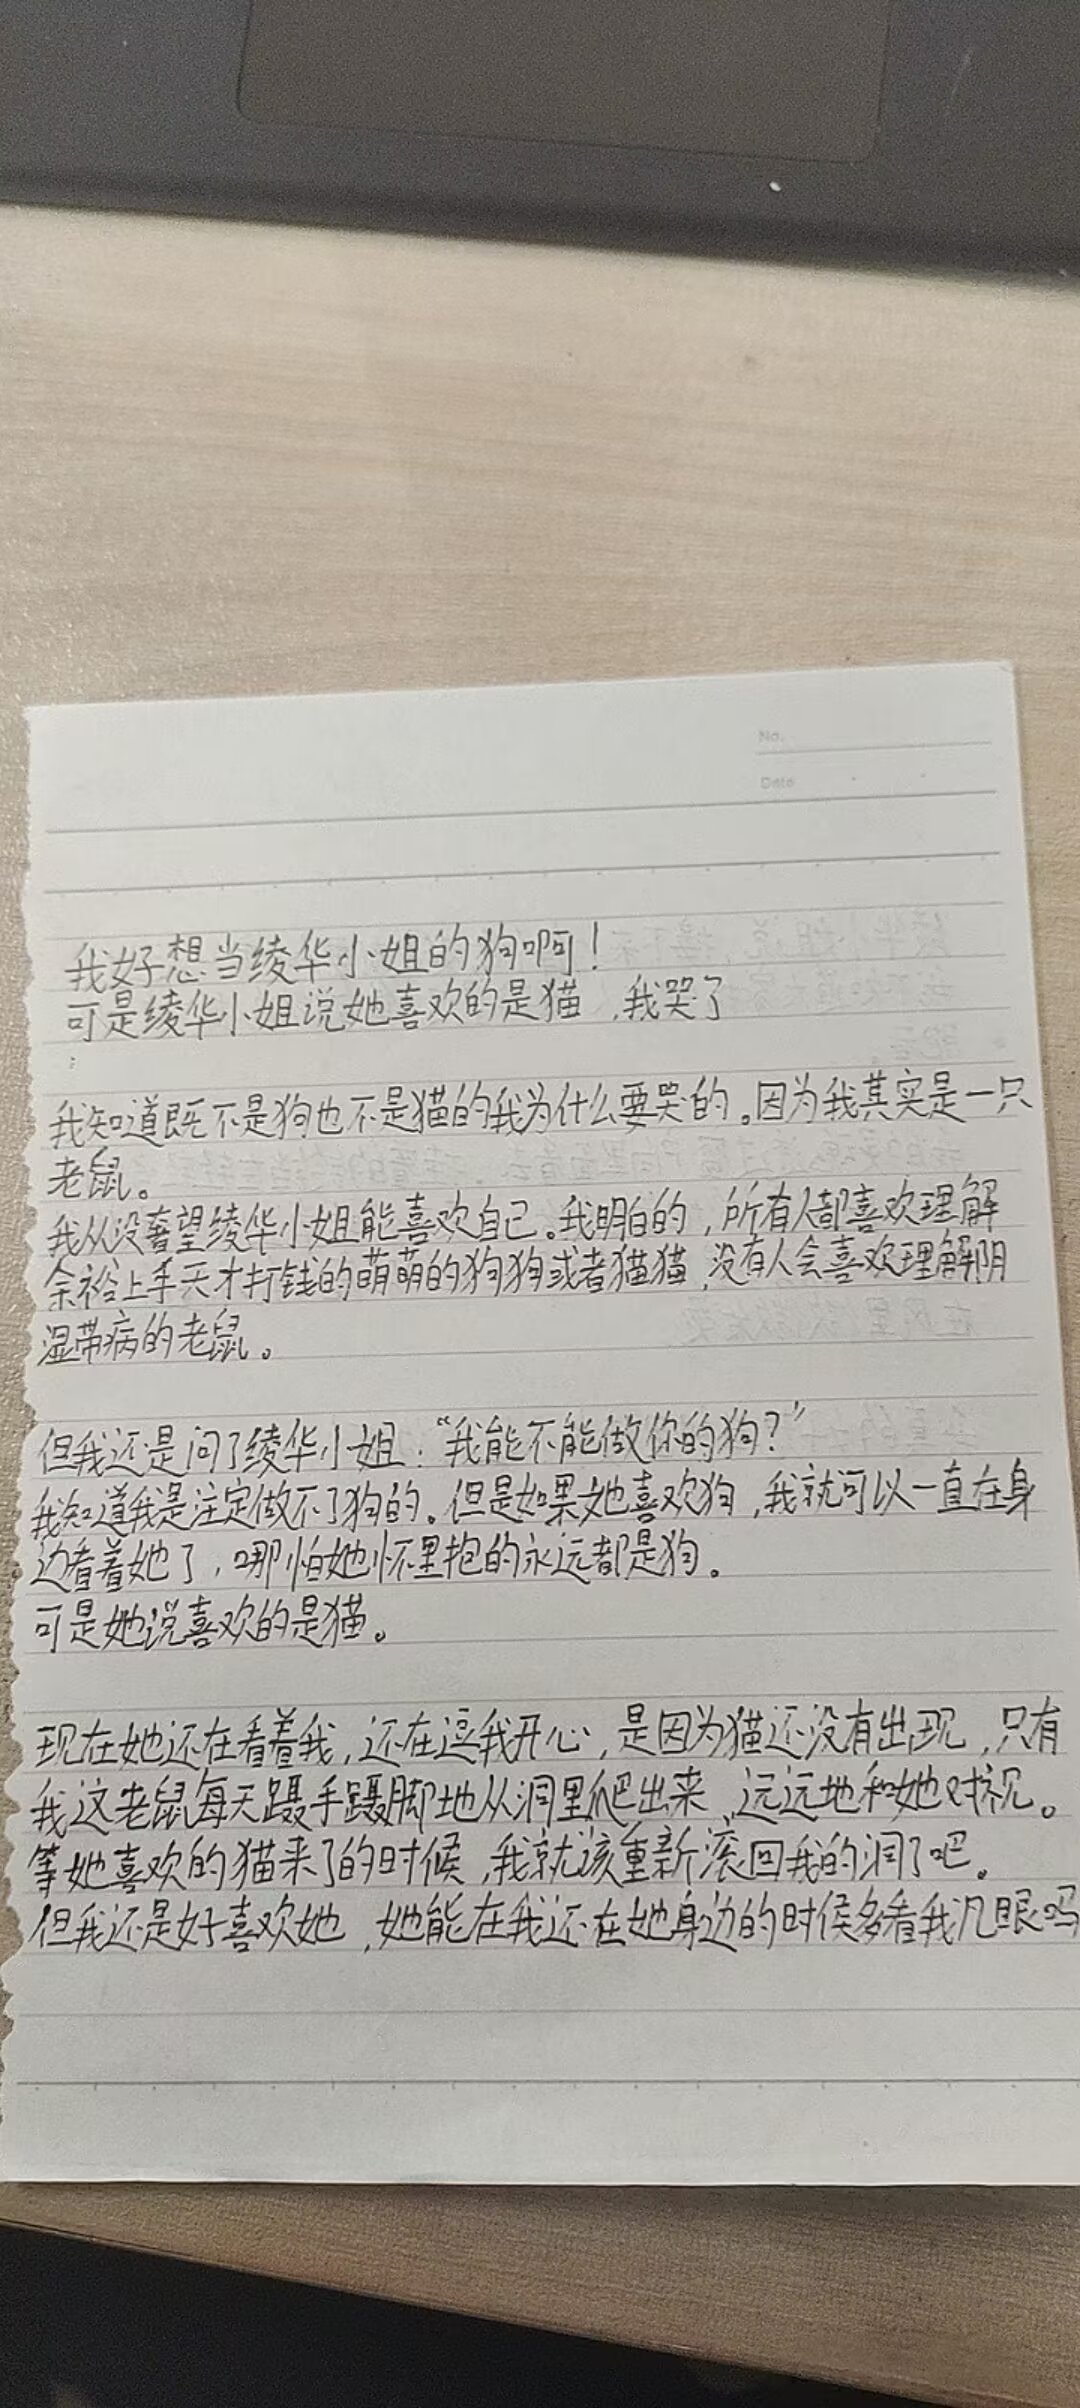 No.
Date
我好想当绫华小姐的狗啊！
可是绫华小姐说她喜欢的是猫，我哭了
我知道既不是狗也不是猫的我为什么要哭的。因为我其实是一只
老鼠。
我从没奢望绫华小姐能喜欢自己。我明白的，所有人都喜欢理解
余裕上手天才打钱的萌萌的狗狗或者猫猫，没有人会喜欢理解阴
湿带病的老鼠。
但我还是问了绫华小姐：“我能不能做你的狗？”
我知道我是注定做不了狗的。但是如果她喜欢狗，我就可以一直在身
边看着她了，哪怕她怀里抱的永远都是狗。
可是她说喜欢的是猫。
现在她还在看着我，还在逗我开心，是因为猫还没有出现，只有
我这老鼠每天蹑手蹑脚地从洞里爬出来，远远地和她对视。
等她喜欢的猫来了的时候，我就该重新滚回我的洞了吧。
但我还是好喜欢她，她能在我还在她身边的时候多看我几眼吗